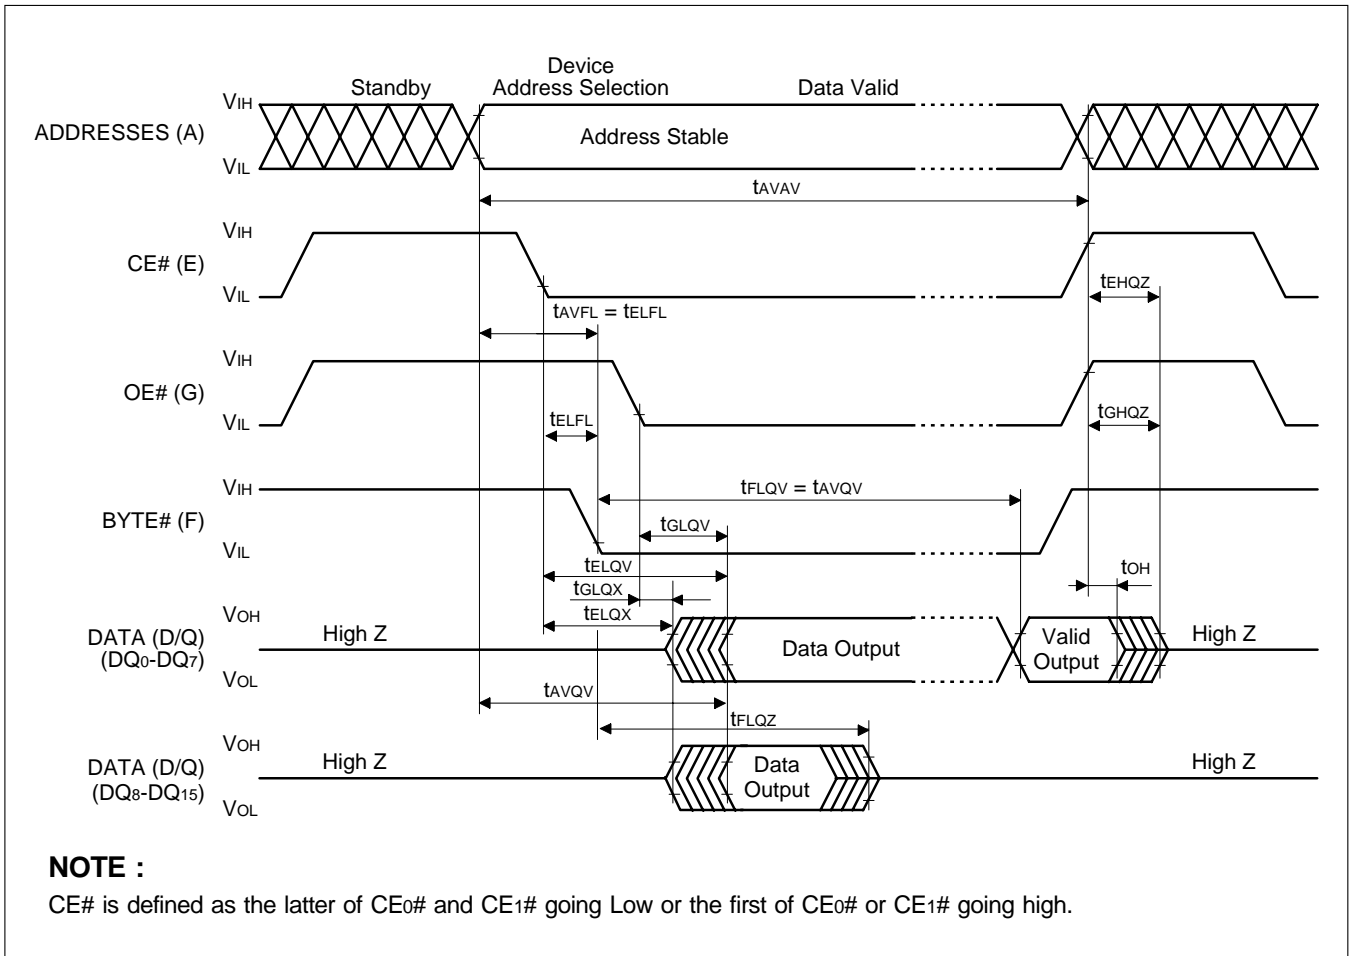 Device
Standby Address Selection Data Valid
VIH
ADDRESSES (A) Address Stable
VIL
tAVAV
VIH
CE# (E)
VIL tEHQZ
tAVFL = tELFL
VIH
OE# (G)
VIL tELFL tGHQZ
VIH tFLQV = tAVQV
BYTE# (F) tGLQV
VIL
tELQV tOH
tGLQX
VOH tELQX
DATA (D/Q) High Z Data Output Valid High Z
(DQ0-DQ7) Output
VOL
tAVQV
tFLQZ
VOH
DATA (D/Q) High Z Data High Z
(DQ8-DQ15) Output
VOL
NOTE :
CE# is defined as the latter of CE0# and CE1# going Low or the first of CE0# or CE1# going high.